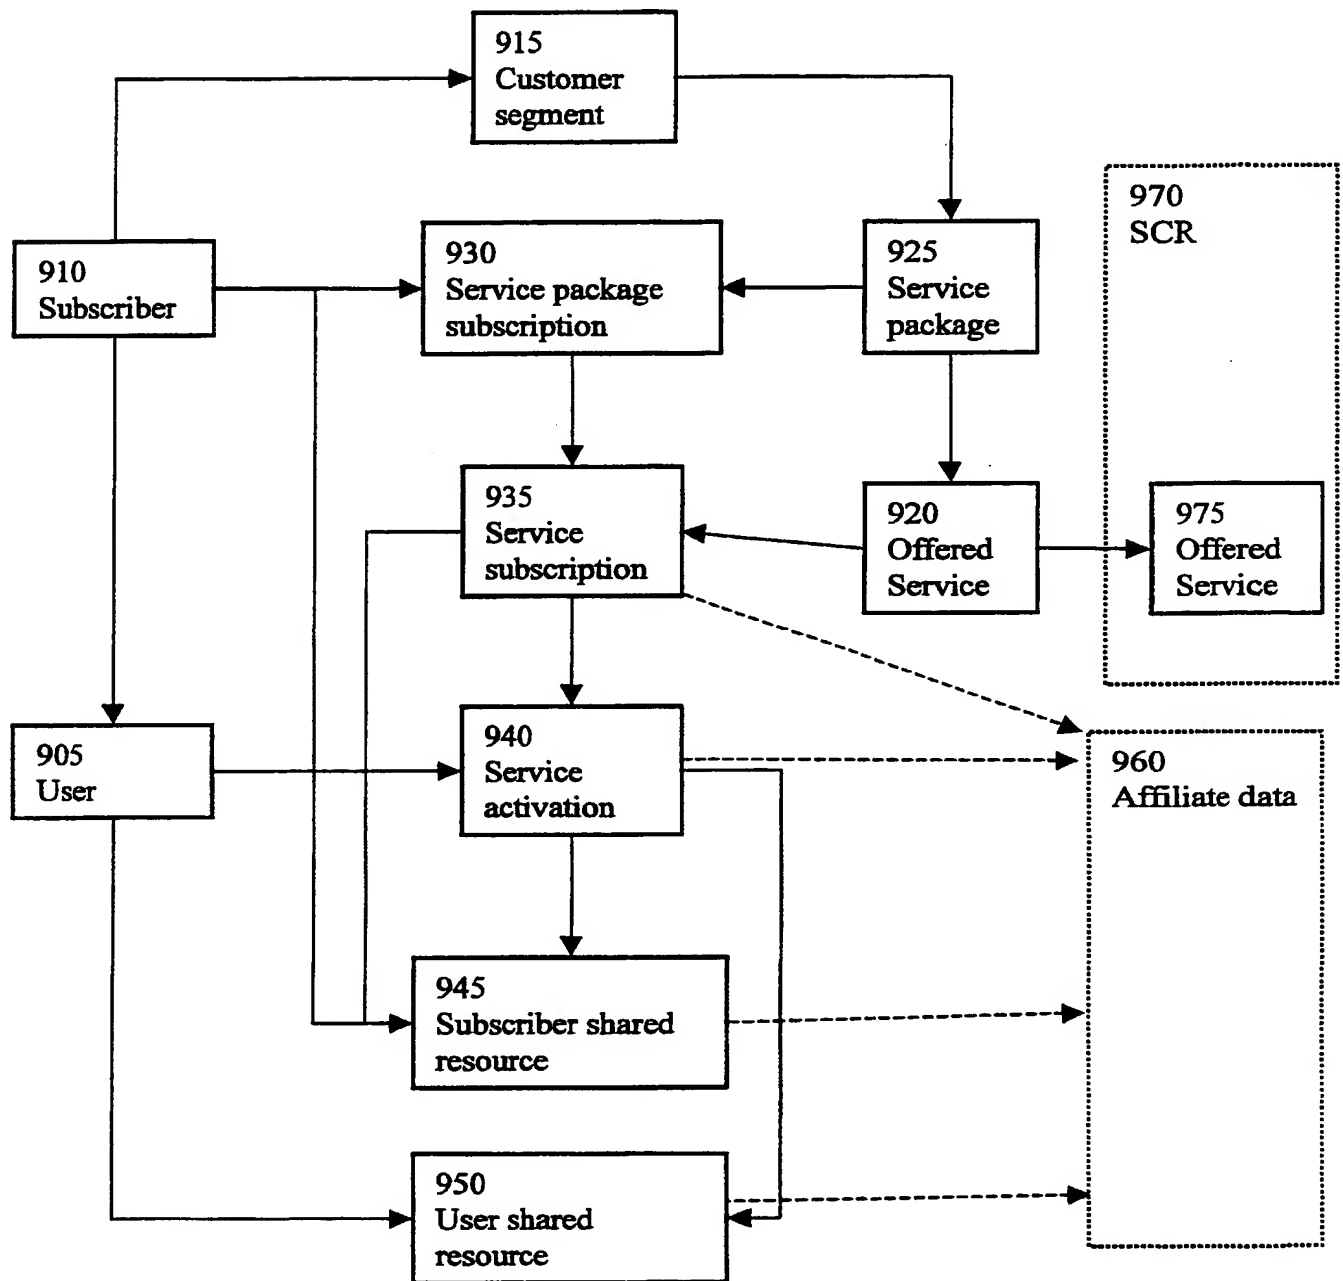 915
Customer
segment
970
SCR
910
Subscriber
930
Service package
subscription
925
Service
package
935
Service
subscription
920
Offered
Service
975
Offered
Service
905
User
940
Service
activation
960
Affiliate data
945
Subscriber shared
resource
950
User shared
resource